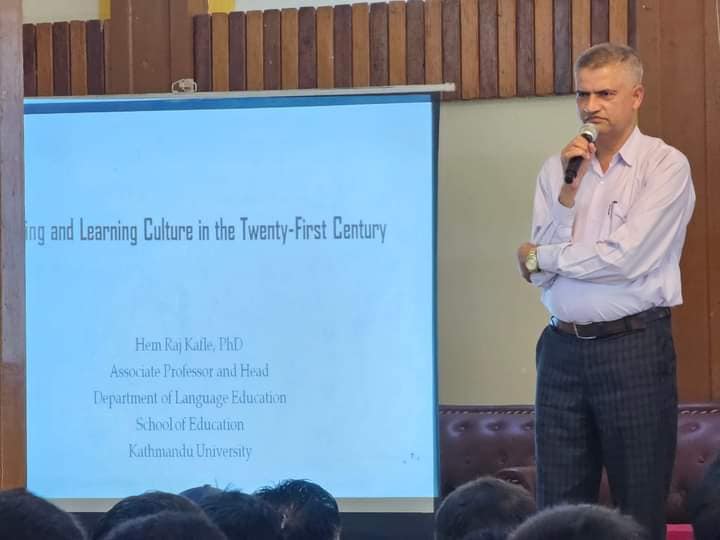 ing and Learning Culture in the Twenty-First Century
Hem Raj Kafle, PhD
Associate Professor and Head
Department of Language Education
School of Education
Kathmandu University